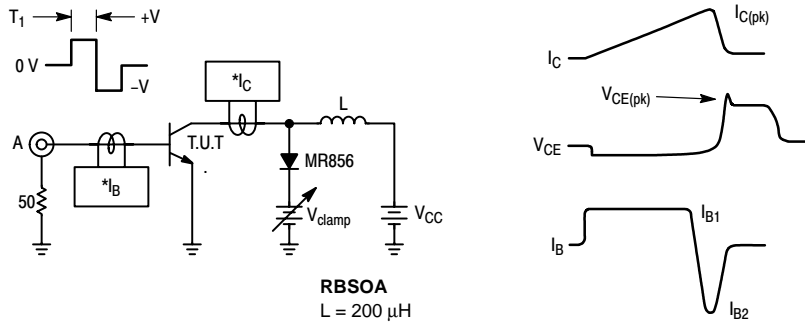 T1
+V
0 V
–V
*IC
L
A
T.U.T
MR856
*IB
50
Vclamp
VCC
RBSOA
L = 200 μH
IC
IC(pk)
VCE(pk)
VCE
IB
IB1
IB2